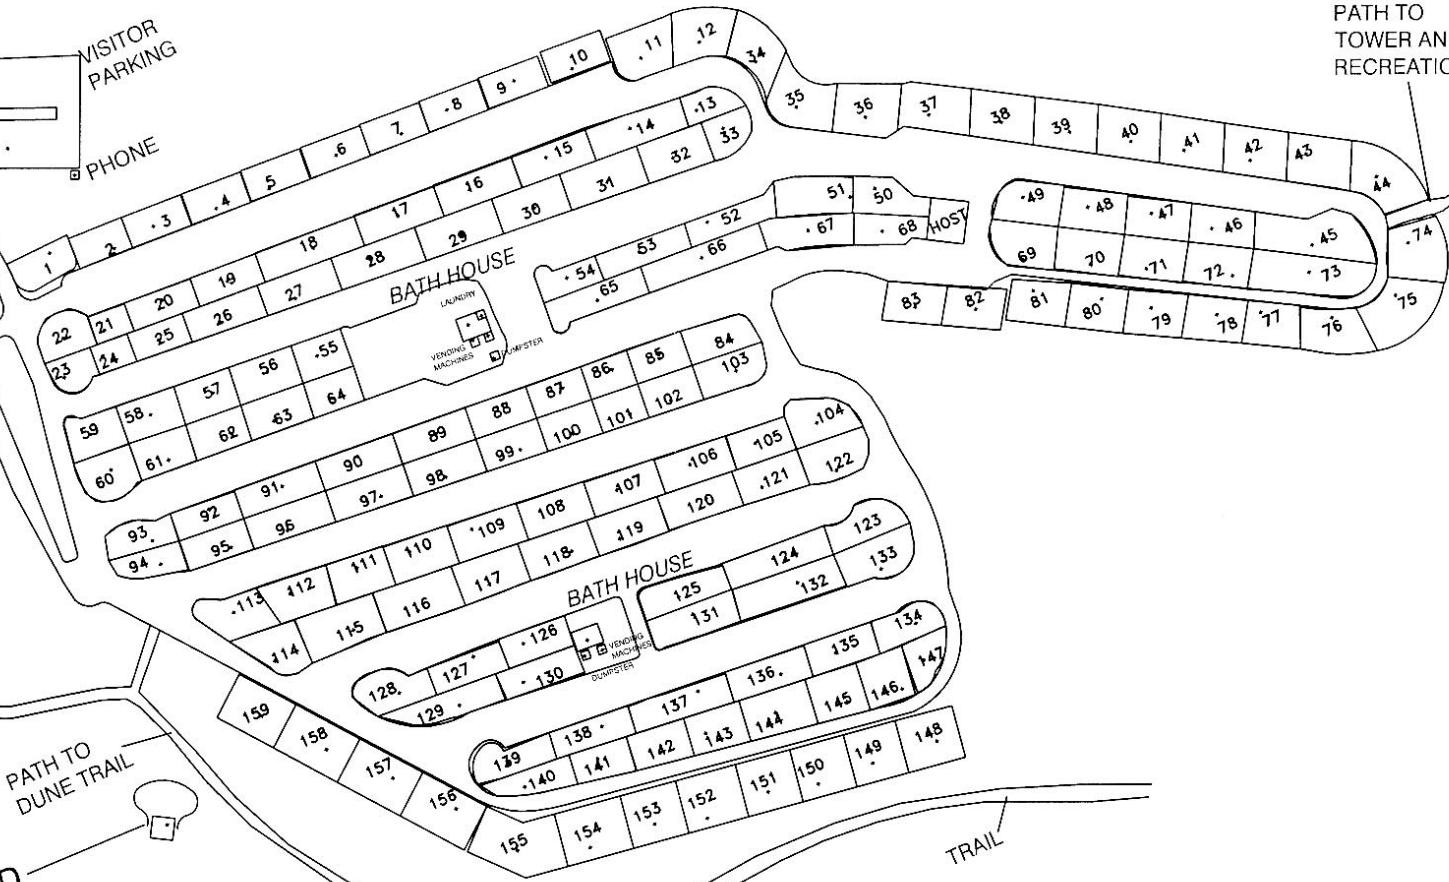 VISITOR
PARKING
PHONE
PATH TO
TOWER AN
RECREATIO
1 2 3 4 5 6 7 8 9 10 11 12 34 35 36 37 38 39 40 41 42 43 44
22 21 20 19 18 17 16 15 14 13
23 24 25 26 27 28 29 30 31 32 33
54 53 52 51 50
65 66 67 68 HOST
49 48 47 46 45
69 70 71 72 73
74
75
83 82 81 80 79 78 77 76
BATH HOUSE
LAUNDRY
VENDING
MACHINES
DUMPSTER
59 58 57 56 55
60 61 62 63 64
93 92 91 90 89 88 87 86 85 84
94 95 96 97 98 99 100 101 102 103
113 112 111 110 109 108 107 106 105 104
114 115 116 117 118 119 120 121 122
BATH HOUSE
VENDING
MACHINES
DUMPSTER
128 127 126
129 130
125 124 123
131 132 133
139 138 137 136 135 134
140 141 142 143 144 145 146 147
159 158 157 156 155 154 153 152 151 150 149 148
PATH TO
DUNE TRAIL
TRAIL
D